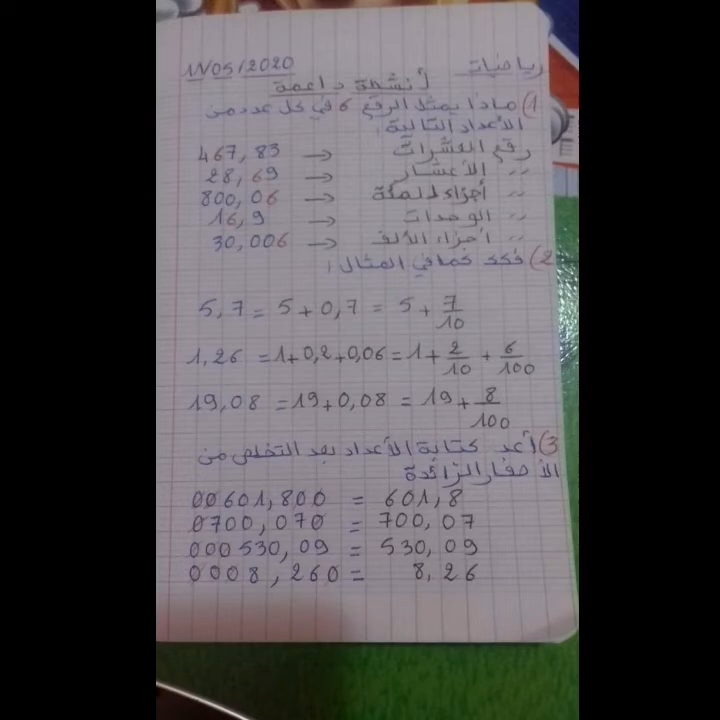 رياضيات 11/05/2020
أنشطة داعمة
1) ماذا يمثل الرقم 6 في كل عدد من
الأعداد التالية:
467,83 → رقم العشرات
28,69 → " الأعشار
800,06 → " أجزاء المئة
16,9 → " الوحدات
30,006 → " أجزاء الألف
2) فكك كما في المثال:
5,7 = 5 + 0,7 = 5 + 7/10
1,26 = 1 + 0,2 + 0,06 = 1 + 2/10 + 6/100
19,08 = 19 + 0,08 = 19 + 8/100
3) أعد كتابة الأعداد بعد التخلص من
الأصفار الزائدة
00601,800 = 601,8
0700,070 = 700,07
000530,09 = 530,09
0008,260 = 8,26